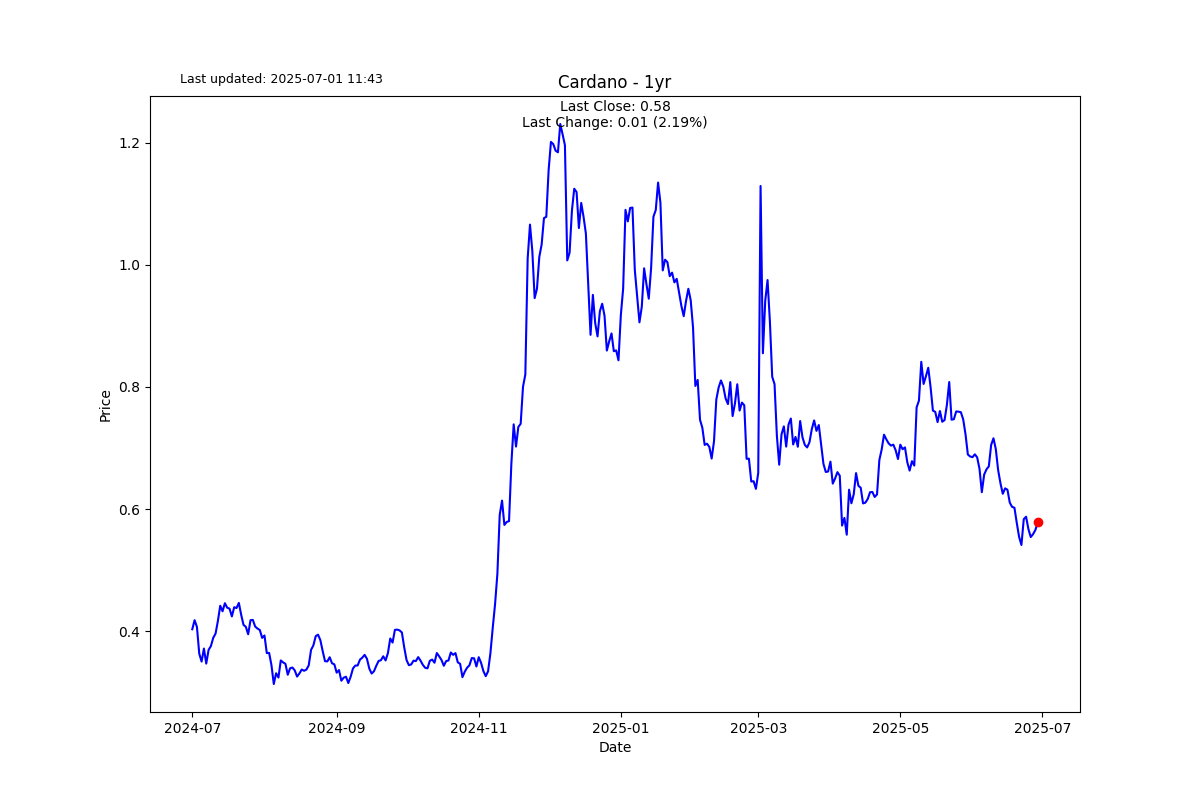 Last updated: 2025-07-01 11:43
Cardano - 1yr
Last Close: 0.58
Last Change: 0.01 (2.19%)
Price
1.2
1.0
0.8
0.6
0.4
2024-07
2024-09
2024-11
2025-01
2025-03
2025-05
2025-07
Date